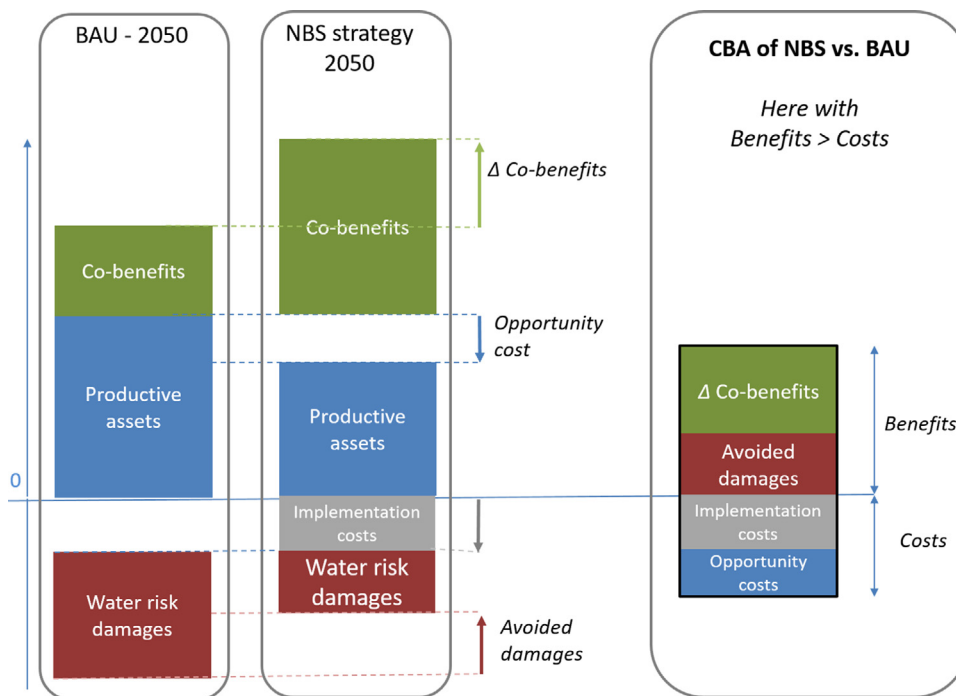 BAU - 2050
Co-benefits
Productive
assets
0
Water risk
damages
NBS strategy
2050
Co-benefits
Productive
assets
Implementation
costs
Water risk
damages
Δ Co-benefits
Opportunity
cost
Avoided
damages
CBA of NBS vs. BAU
Here with
Benefits > Costs
Δ Co-benefits
Avoided
damages
Implementation
costs
Opportunity
costs
Benefits
Costs